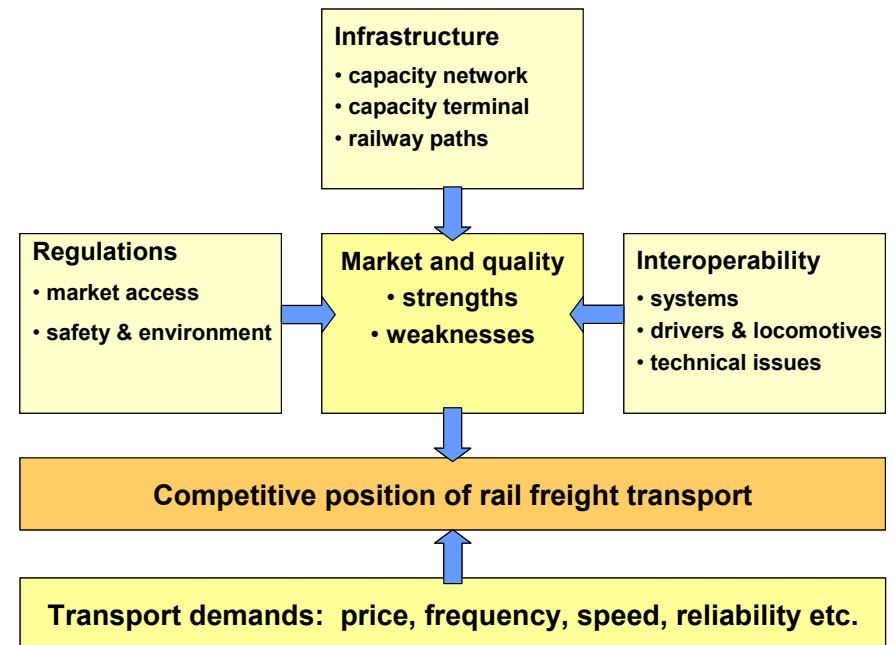 Infrastructure
• capacity network
• capacity terminal
• railway paths
Regulations
• market access
• safety & environment
Market and quality
• strengths
• weaknesses
Interoperability
• systems
• drivers & locomotives
• technical issues
Competitive position of rail freight transport
Transport demands: price, frequency, speed, reliability etc.